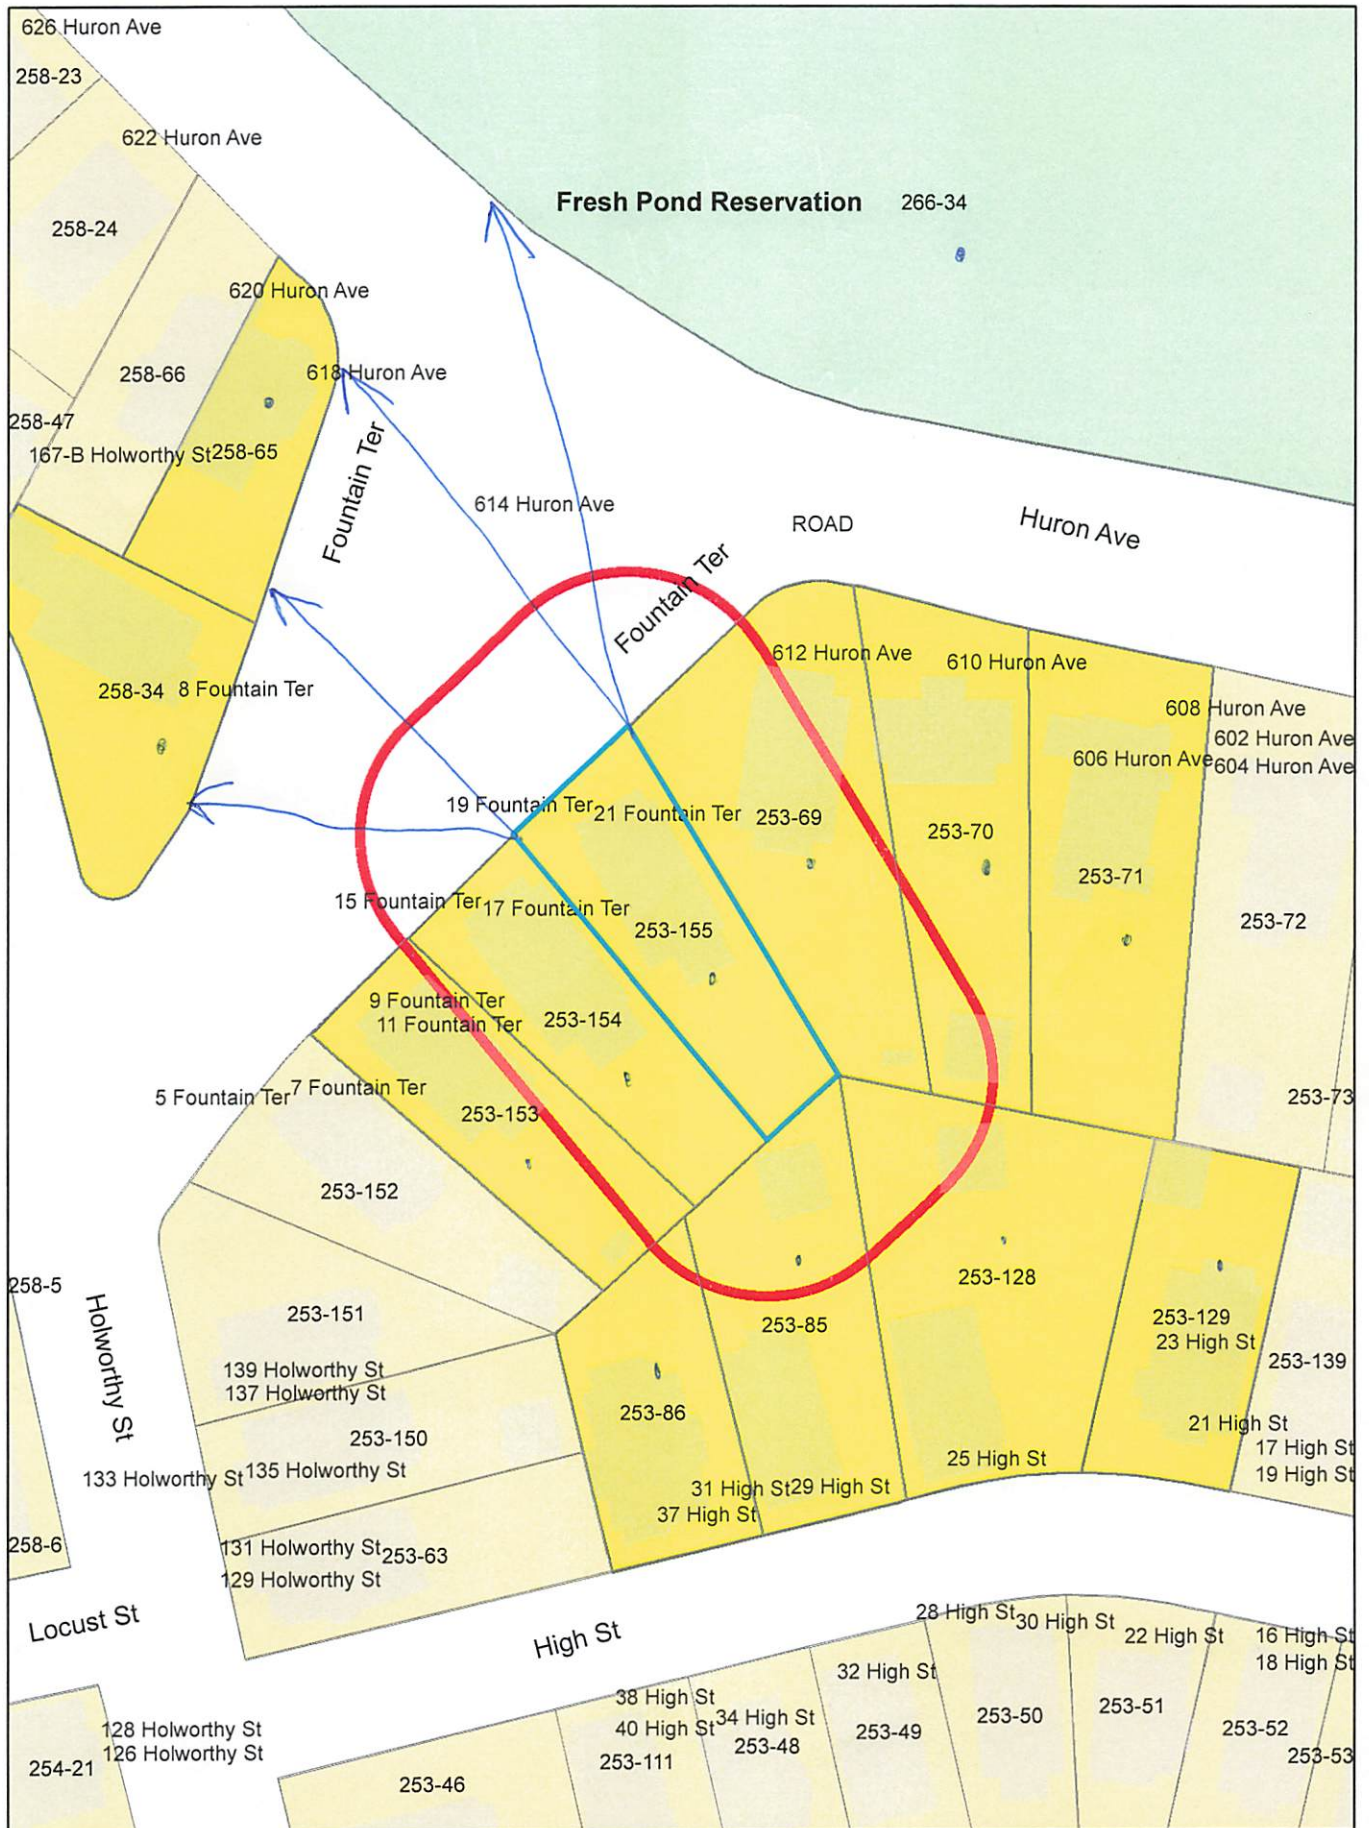 626 Huron Ave
258-23
622 Huron Ave
Fresh Pond Reservation
266-34
258-24
620 Huron Ave
258-66
618 Huron Ave
258-47
167-B Holworthy St
258-65
Fountain Ter
614 Huron Ave
ROAD
Huron Ave
Fountain Ter
612 Huron Ave
610 Huron Ave
258-34
8 Fountain Ter
608 Huron Ave
602 Huron Ave
606 Huron Ave
604 Huron Ave
19 Fountain Ter
21 Fountain Ter
253-69
253-70
253-71
15 Fountain Ter
17 Fountain Ter
253-155
253-72
9 Fountain Ter
11 Fountain Ter
253-154
5 Fountain Ter
7 Fountain Ter
253-153
253-73
253-152
258-5
Holworthy St
253-151
253-128
253-85
253-129
23 High St
253-139
139 Holworthy St
137 Holworthy St
253-86
253-150
21 High St
17 High St
19 High St
133 Holworthy St
135 Holworthy St
25 High St
31 High St
29 High St
37 High St
258-6
131 Holworthy St
253-63
129 Holworthy St
Locust St
High St
28 High St
30 High St
22 High St
16 High St
18 High St
32 High St
38 High St
40 High St
34 High St
253-111
253-48
253-49
253-50
253-51
253-52
253-53
128 Holworthy St
126 Holworthy St
254-21
253-46